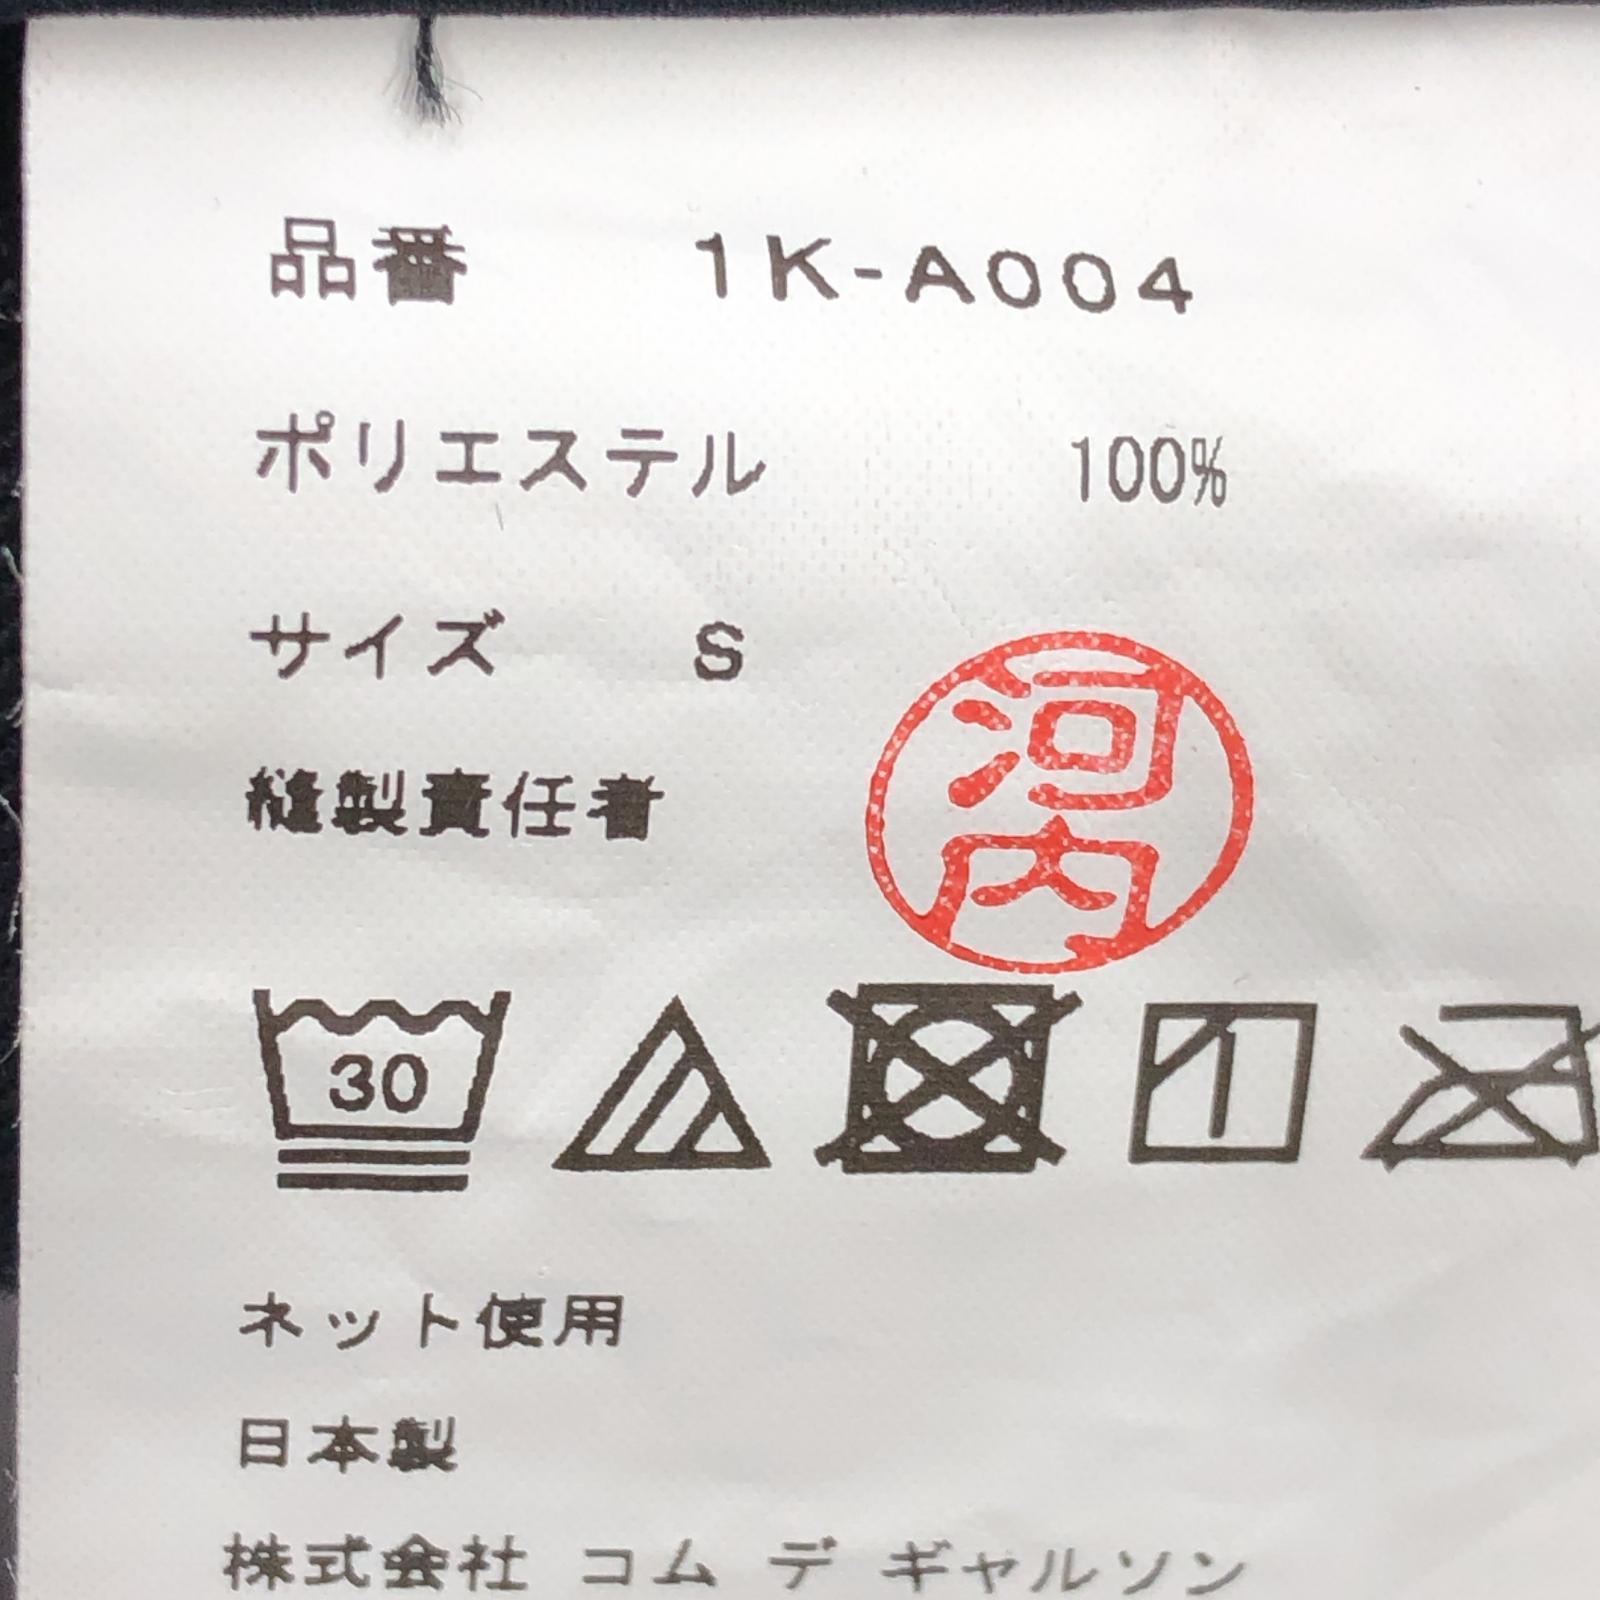 品番 1K-A004
ポリエステル 100%
サイズ S
河内
縫製責任者
30
ネット使用
日本製
株式会社 コム デ ギャルソン